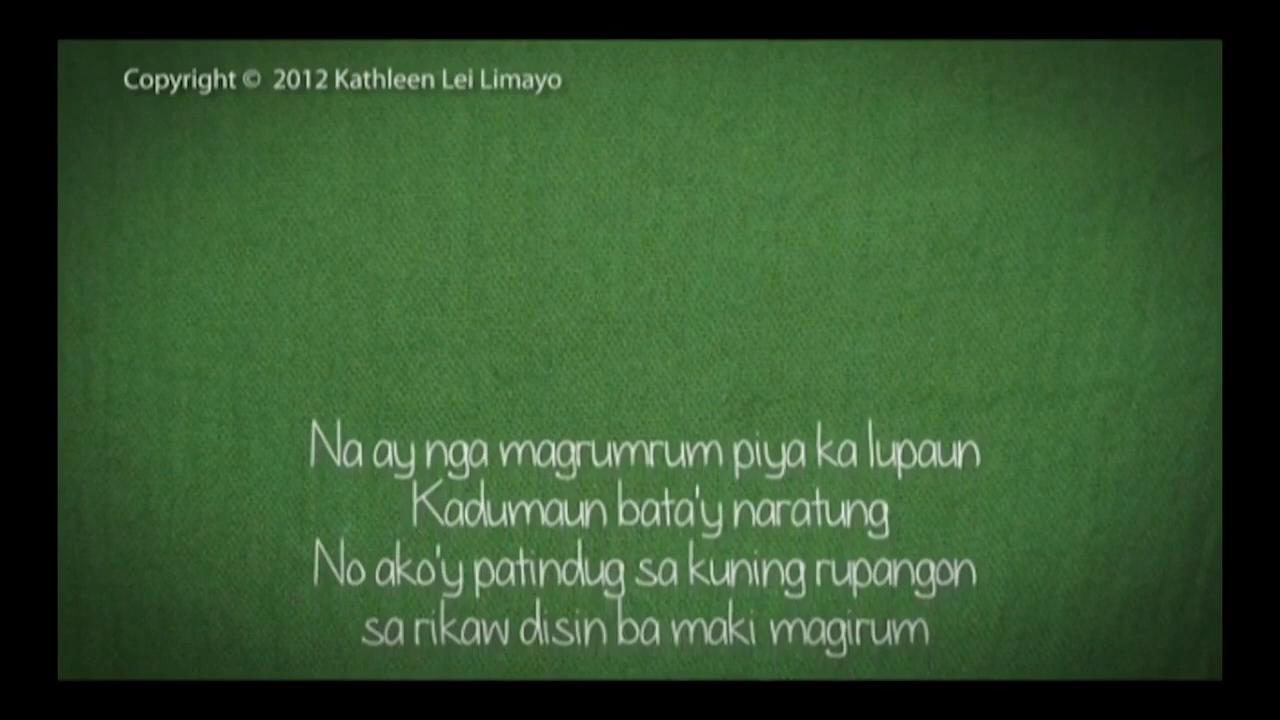 Copyright © 2012 Kathleen Lei Limayo
Na ay nga magrumrum piya ka lupaun
Kadumaun bata'y naratung
No ako'y patindug sa kuning rupangon
sa rikaw disin ba maki magirum